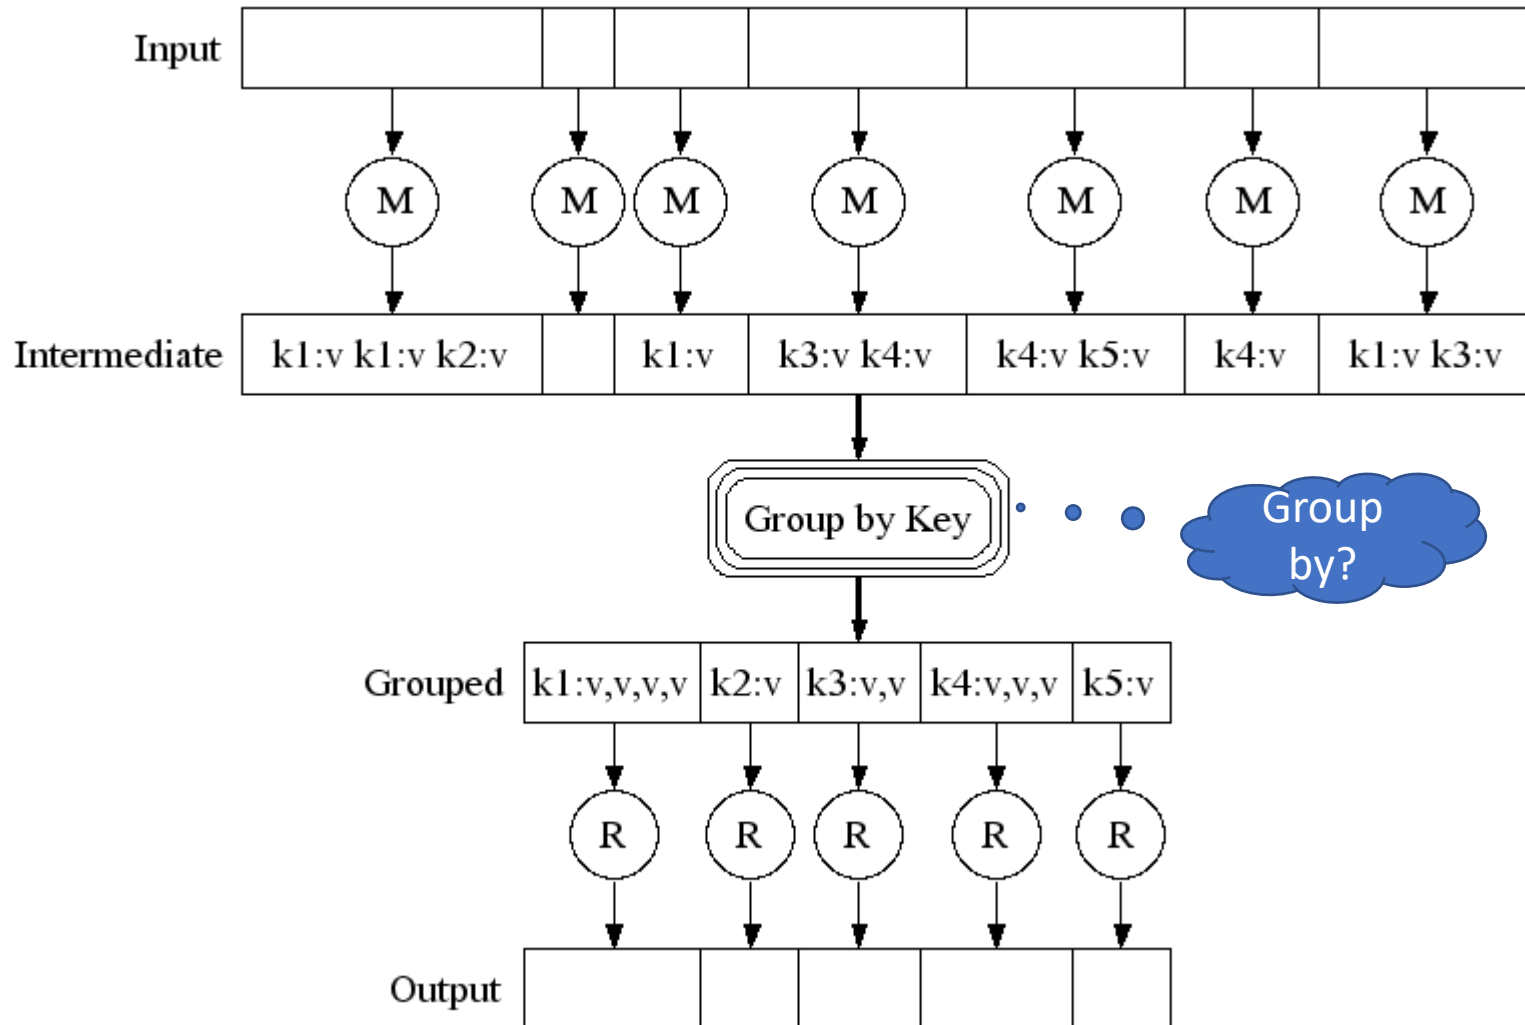 Input
M M M M M M M
Intermediate k1:v k1:v k2:v k1:v k3:v k4:v k4:v k5:v k4:v k1:v k3:v
Group by Key
Group
by?
Grouped k1:v,v,v,v k2:v k3:v,v k4:v,v,v k5:v
R R R R R
Output